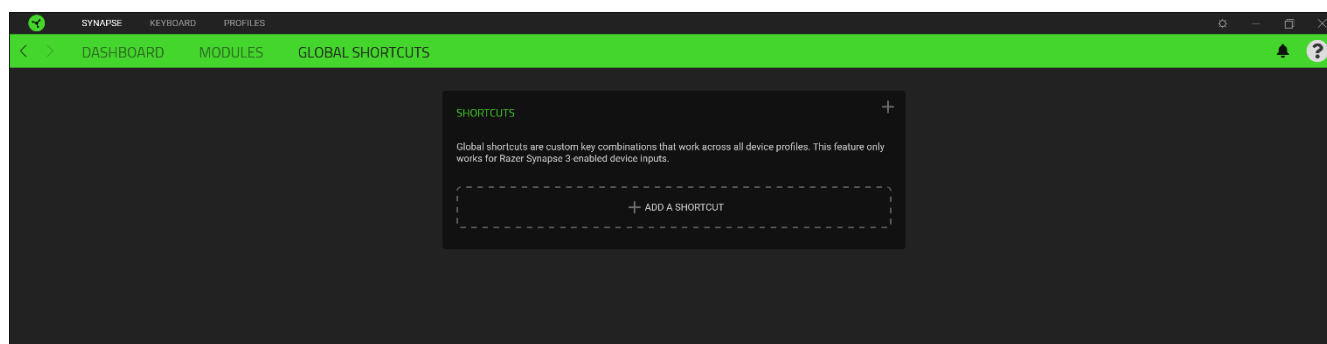 SYNAPSE KEYBOARD PROFILES
DASHBOARD MODULES GLOBAL SHORTCUTS
?
SHORTCUTS
Global shortcuts are custom key combinations that work across all device profiles. This feature only
works for Razer Synapse 3-enabled device inputs.
ADD A SHORTCUT